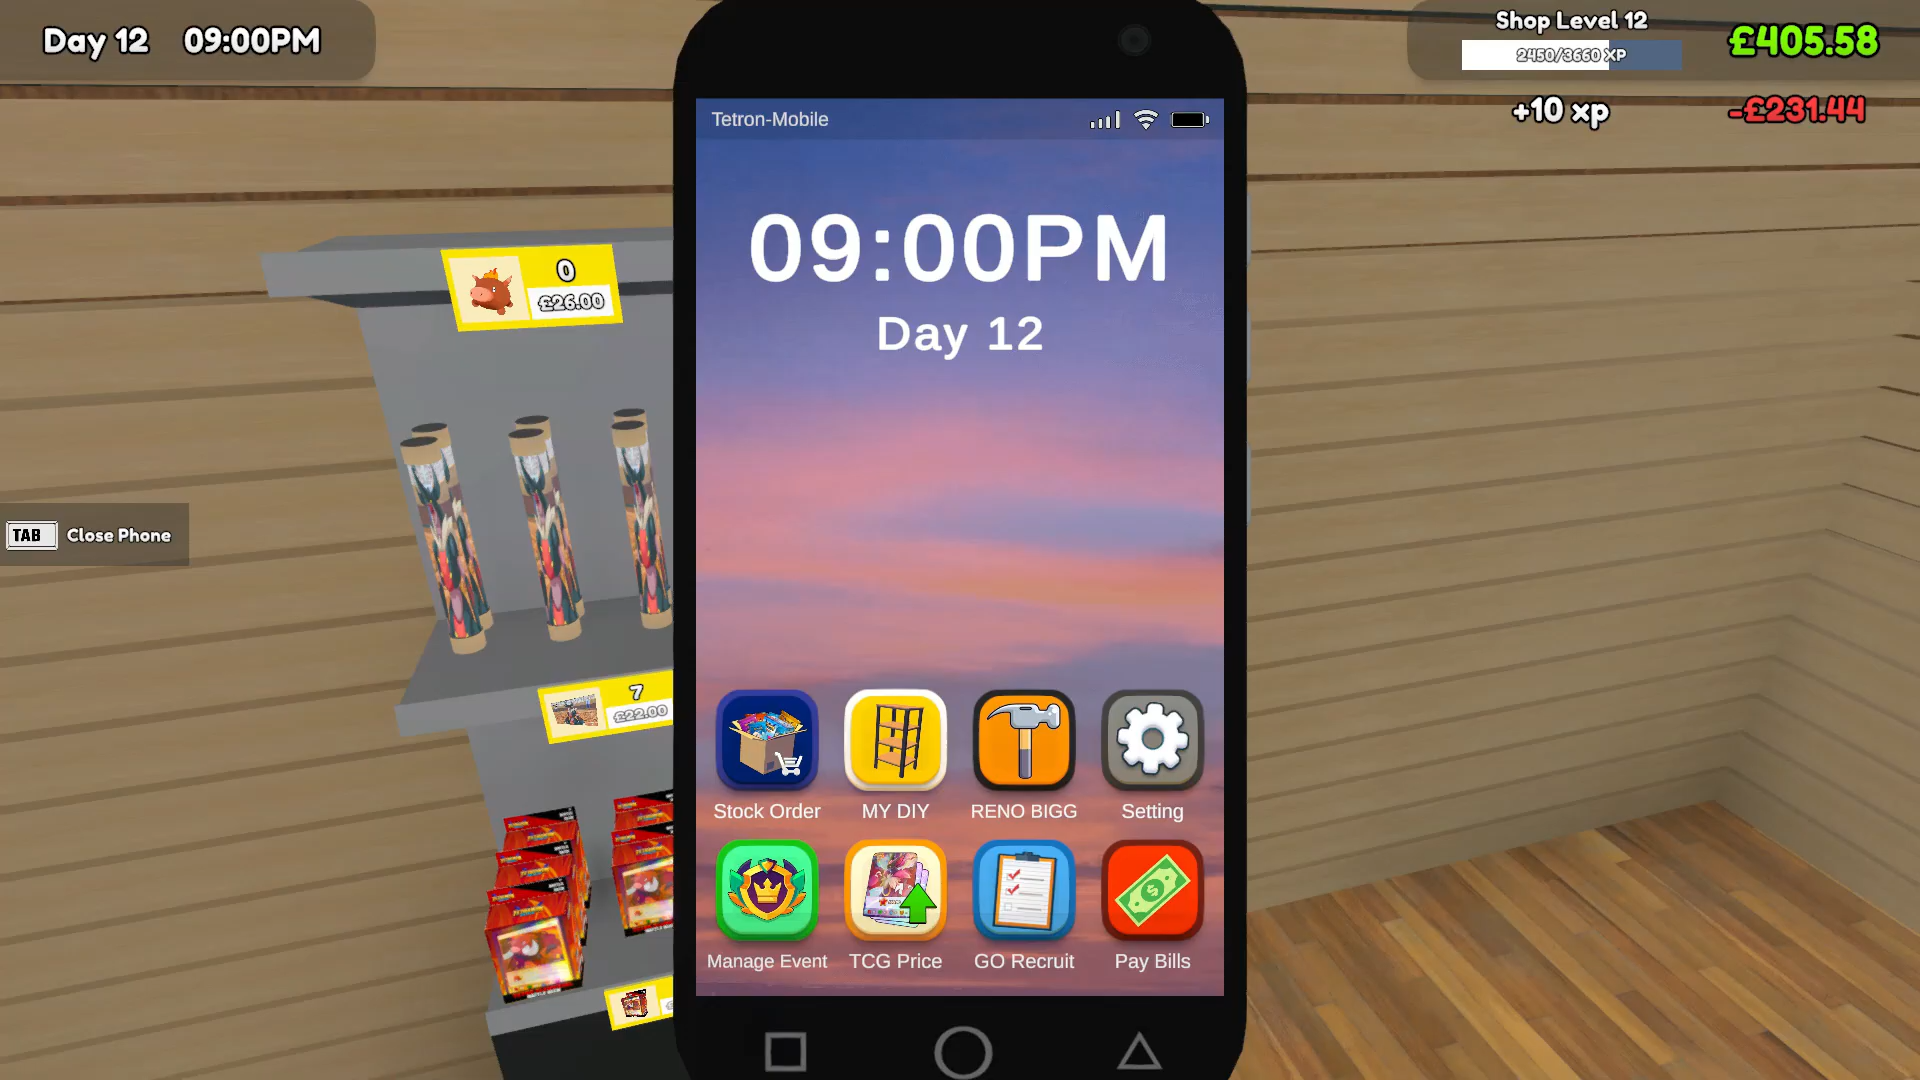 Day 12 09:00PM
Shop Level 12
2450/3660 XP
£405.58
+10 xp
-£231.44
Tetron-Mobile
09:00PM
Day 12
0
£26.00
TAB Close Phone
7
£22.00
Stock Order
MY DIY
RENO BIGG
Setting
Manage Event
TCG Price
GO Recruit
Pay Bills